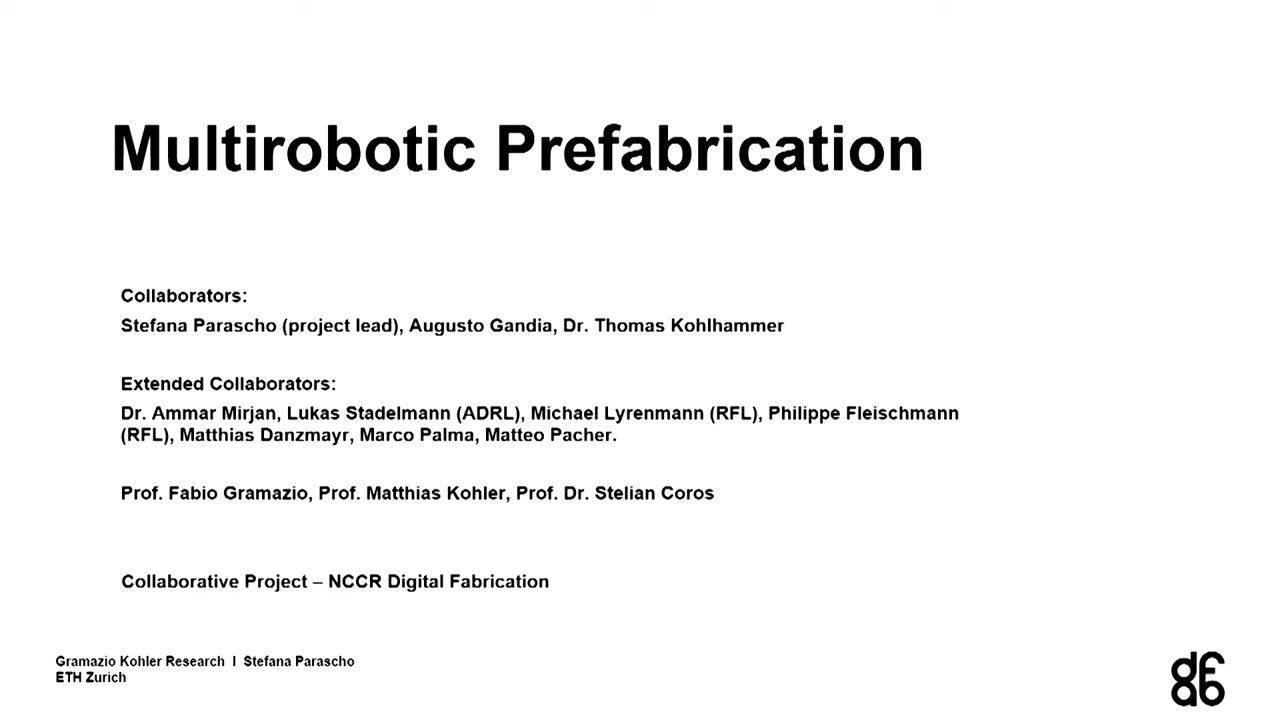 Multirobotic Prefabrication
Collaborators:
Stefana Parascho (project lead), Augusto Gandia, Dr. Thomas Kohlhammer
Extended Collaborators:
Dr. Ammar Mirjan, Lukas Stadelmann (ADRL), Michael Lyrenmann (RFL), Philippe Fleischmann
(RFL), Matthias Danzmayr, Marco Palma, Matteo Pacher.
Prof. Fabio Gramazio, Prof. Matthias Kohler, Prof. Dr. Stelian Coros
Collaborative Project – NCCR Digital Fabrication
Gramazio Kohler Research I Stefana Parascho
ETH Zurich
dF
ab